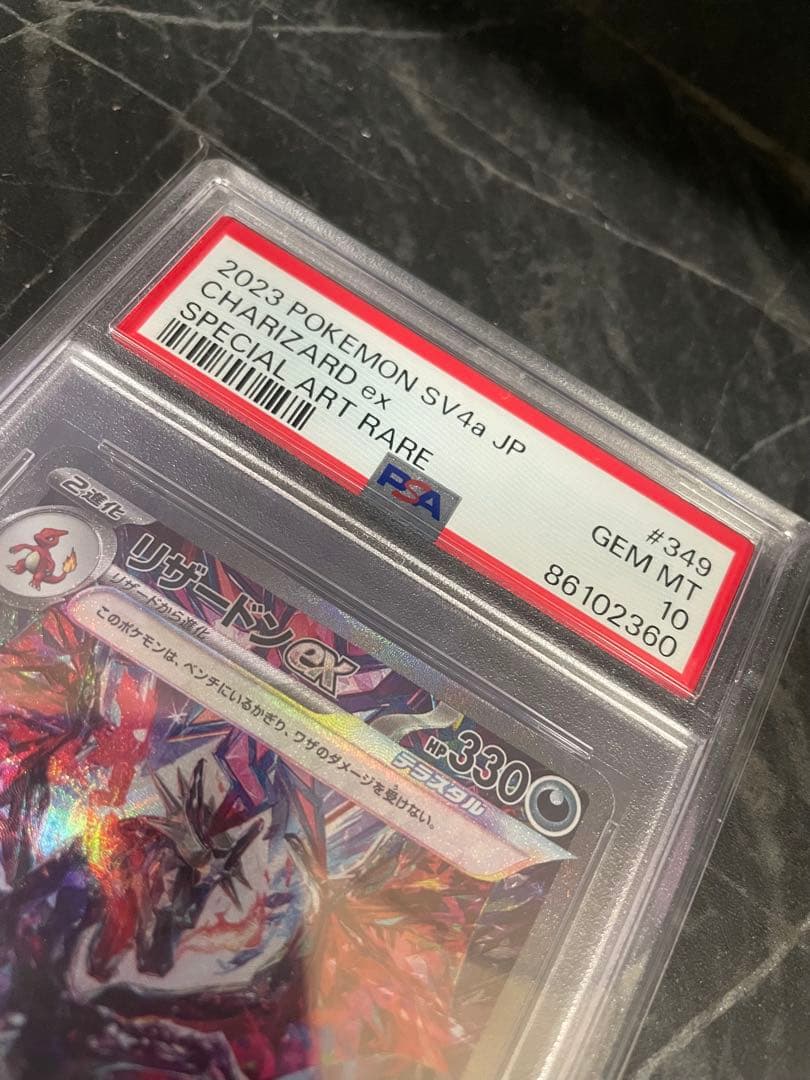 2023 POKEMON SV4a JP
CHARIZARD ex
SPECIAL ART RARE
#349
GEM MT
10
86102360
PSA
2進化
リザードンex
リザードから進化
HP330
テラスタル
このポケモンは、ベンチにいるかぎり、ワザのダメージを受けない。